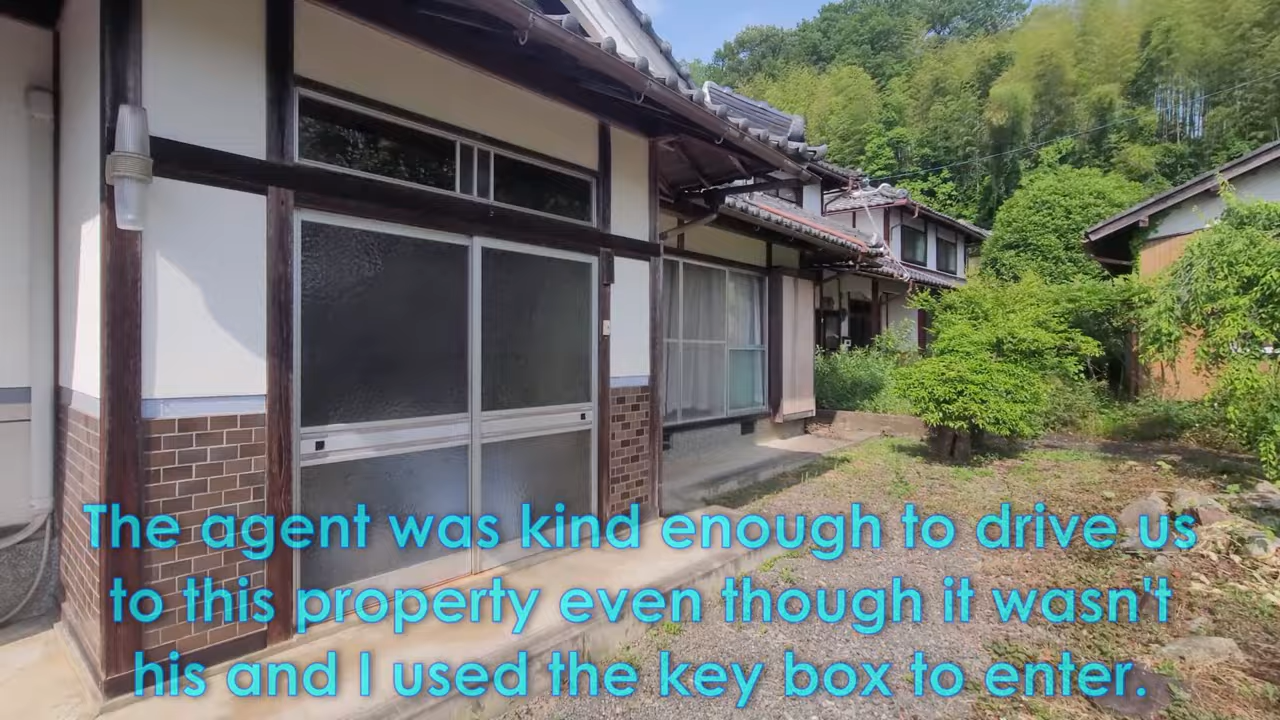 The agent was kind enough to drive us
to this property even though it wasn't
his and I used the key box to enter.